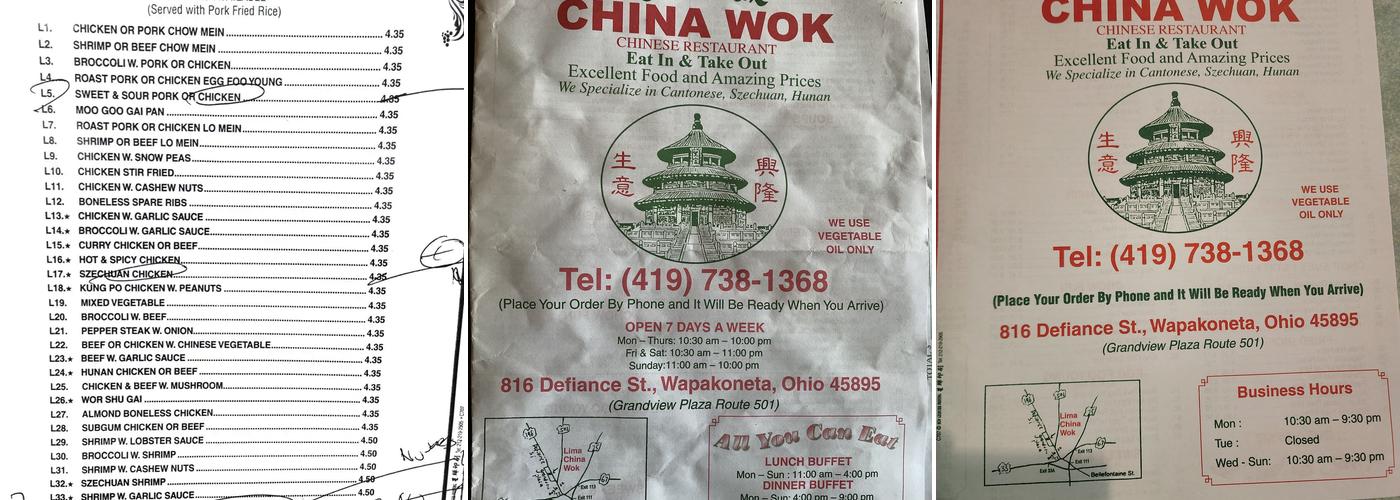 (Served with Pork Fried Rice)
L1. CHICKEN OR PORK CHOW MEIN 4.35
L2. SHRIMP OR BEEF CHOW MEIN 4.35
L3. BROCCOLI W. PORK OR CHICKEN 4.35
L4. ROAST PORK OR CHICKEN EGG FOO YOUNG 4.35
L5. SWEET & SOUR PORK OR CHICKEN 4.35
L6. MOO GOO GAI PAN 4.35
L7. ROAST PORK OR CHICKEN LO MEIN 4.35
L8. SHRIMP OR BEEF LO MEIN 4.35
L9. CHICKEN W. SNOW PEAS 4.35
L10. CHICKEN STIR FRIED 4.35
L11. CHICKEN W. CASHEW NUTS 4.35
L12. BONELESS SPARE RIBS 4.35
L13.★ CHICKEN W. GARLIC SAUCE 4.35
L14.★ BROCCOLI W. GARLIC SAUCE 4.35
L15.★ CURRY CHICKEN OR BEEF 4.35
L16.★ HOT & SPICY CHICKEN 4.35
L17.★ SZECHUAN CHICKEN 4.35
L18.★ KUNG PO CHICKEN W. PEANUTS 4.35
L19. MIXED VEGETABLE 4.35
L20. BROCCOLI W. BEEF 4.35
L21. PEPPER STEAK W. ONION 4.35
L22. BEEF OR CHICKEN W. CHINESE VEGETABLE 4.35
L23.★ BEEF W. GARLIC SAUCE 4.35
L24.★ HUNAN CHICKEN OR BEEF 4.35
L25. CHICKEN & BEEF W. MUSHROOM 4.35
L26.★ WOR SHU GAI 4.35
L27. ALMOND BONELESS CHICKEN 4.35
L28. SUBGUM CHICKEN OR BEEF 4.35
L29. SHRIMP W. LOBSTER SAUCE 4.50
L30. BROCCOLI W. SHRIMP 4.50
L31. SHRIMP W. CASHEW NUTS 4.50
L32.★ SZECHUAN SHRIMP 4.50
L33.★ SHRIMP W. GARLIC SAUCE 4.50
CHINA WOK
CHINESE RESTAURANT
Eat In & Take Out
Excellent Food and Amazing Prices
We Specialize in Cantonese, Szechuan, Hunan
生意
興隆
WE USE
VEGETABLE
OIL ONLY
Tel: (419) 738-1368
(Place Your Order By Phone and It Will Be Ready When You Arrive)
OPEN 7 DAYS A WEEK
Mon – Thurs: 10:30 am – 10:00 pm
Fri & Sat: 10:30 am – 11:00 pm
Sunday:11:00 am – 10:00 pm
816 Defiance St., Wapakoneta, Ohio 45895
(Grandview Plaza Route 501)
Lima
China
Wok
Exit 113
Exit 111
All You Can Eat
LUNCH BUFFET
Mon – Sun: 11:00 am – 4:00 pm
DINNER BUFFET
Mon – Sun: 4:00 pm – 9:00 pm
CHINA WOK
CHINESE RESTAURANT
Eat In & Take Out
Excellent Food and Amazing Prices
We Specialize in Cantonese, Szechuan, Hunan
生意
興隆
WE USE
VEGETABLE
OIL ONLY
Tel: (419) 738-1368
(Place Your Order By Phone and It Will Be Ready When You Arrive)
816 Defiance St., Wapakoneta, Ohio 45895
(Grandview Plaza Route 501)
Lima
China
Wok
Exit 113
Exit 111
Bellefontaine St.
Business Hours
Mon : 10:30 am – 9:30 pm
Tue : Closed
Wed - Sun: 10:30 am – 9:30 pm